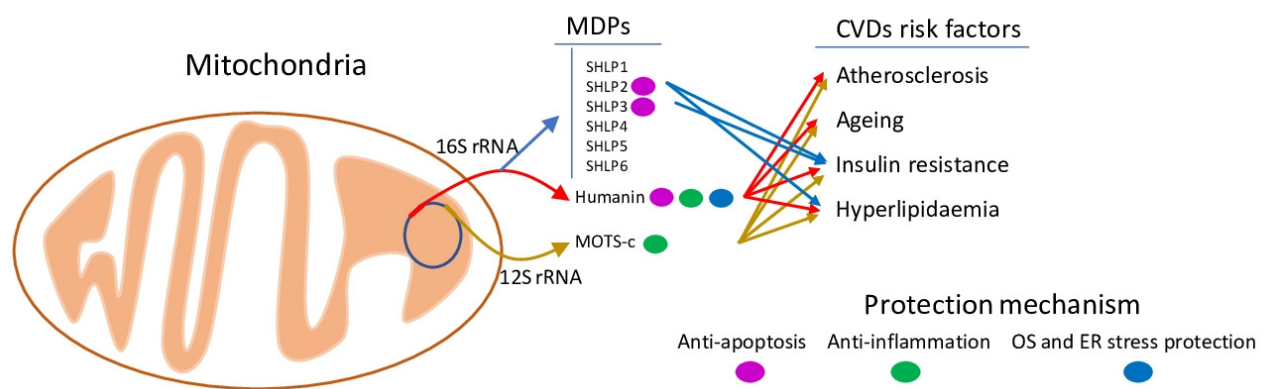 Mitochondria
16S rRNA
12S rRNA
MDPs
SHLP1
SHLP2
SHLP3
SHLP4
SHLP5
SHLP6
Humanin
MOTS-c
CVDs risk factors
Atherosclerosis
Ageing
Insulin resistance
Hyperlipidaemia
Protection mechanism
Anti-apoptosis
Anti-inflammation
OS and ER stress protection